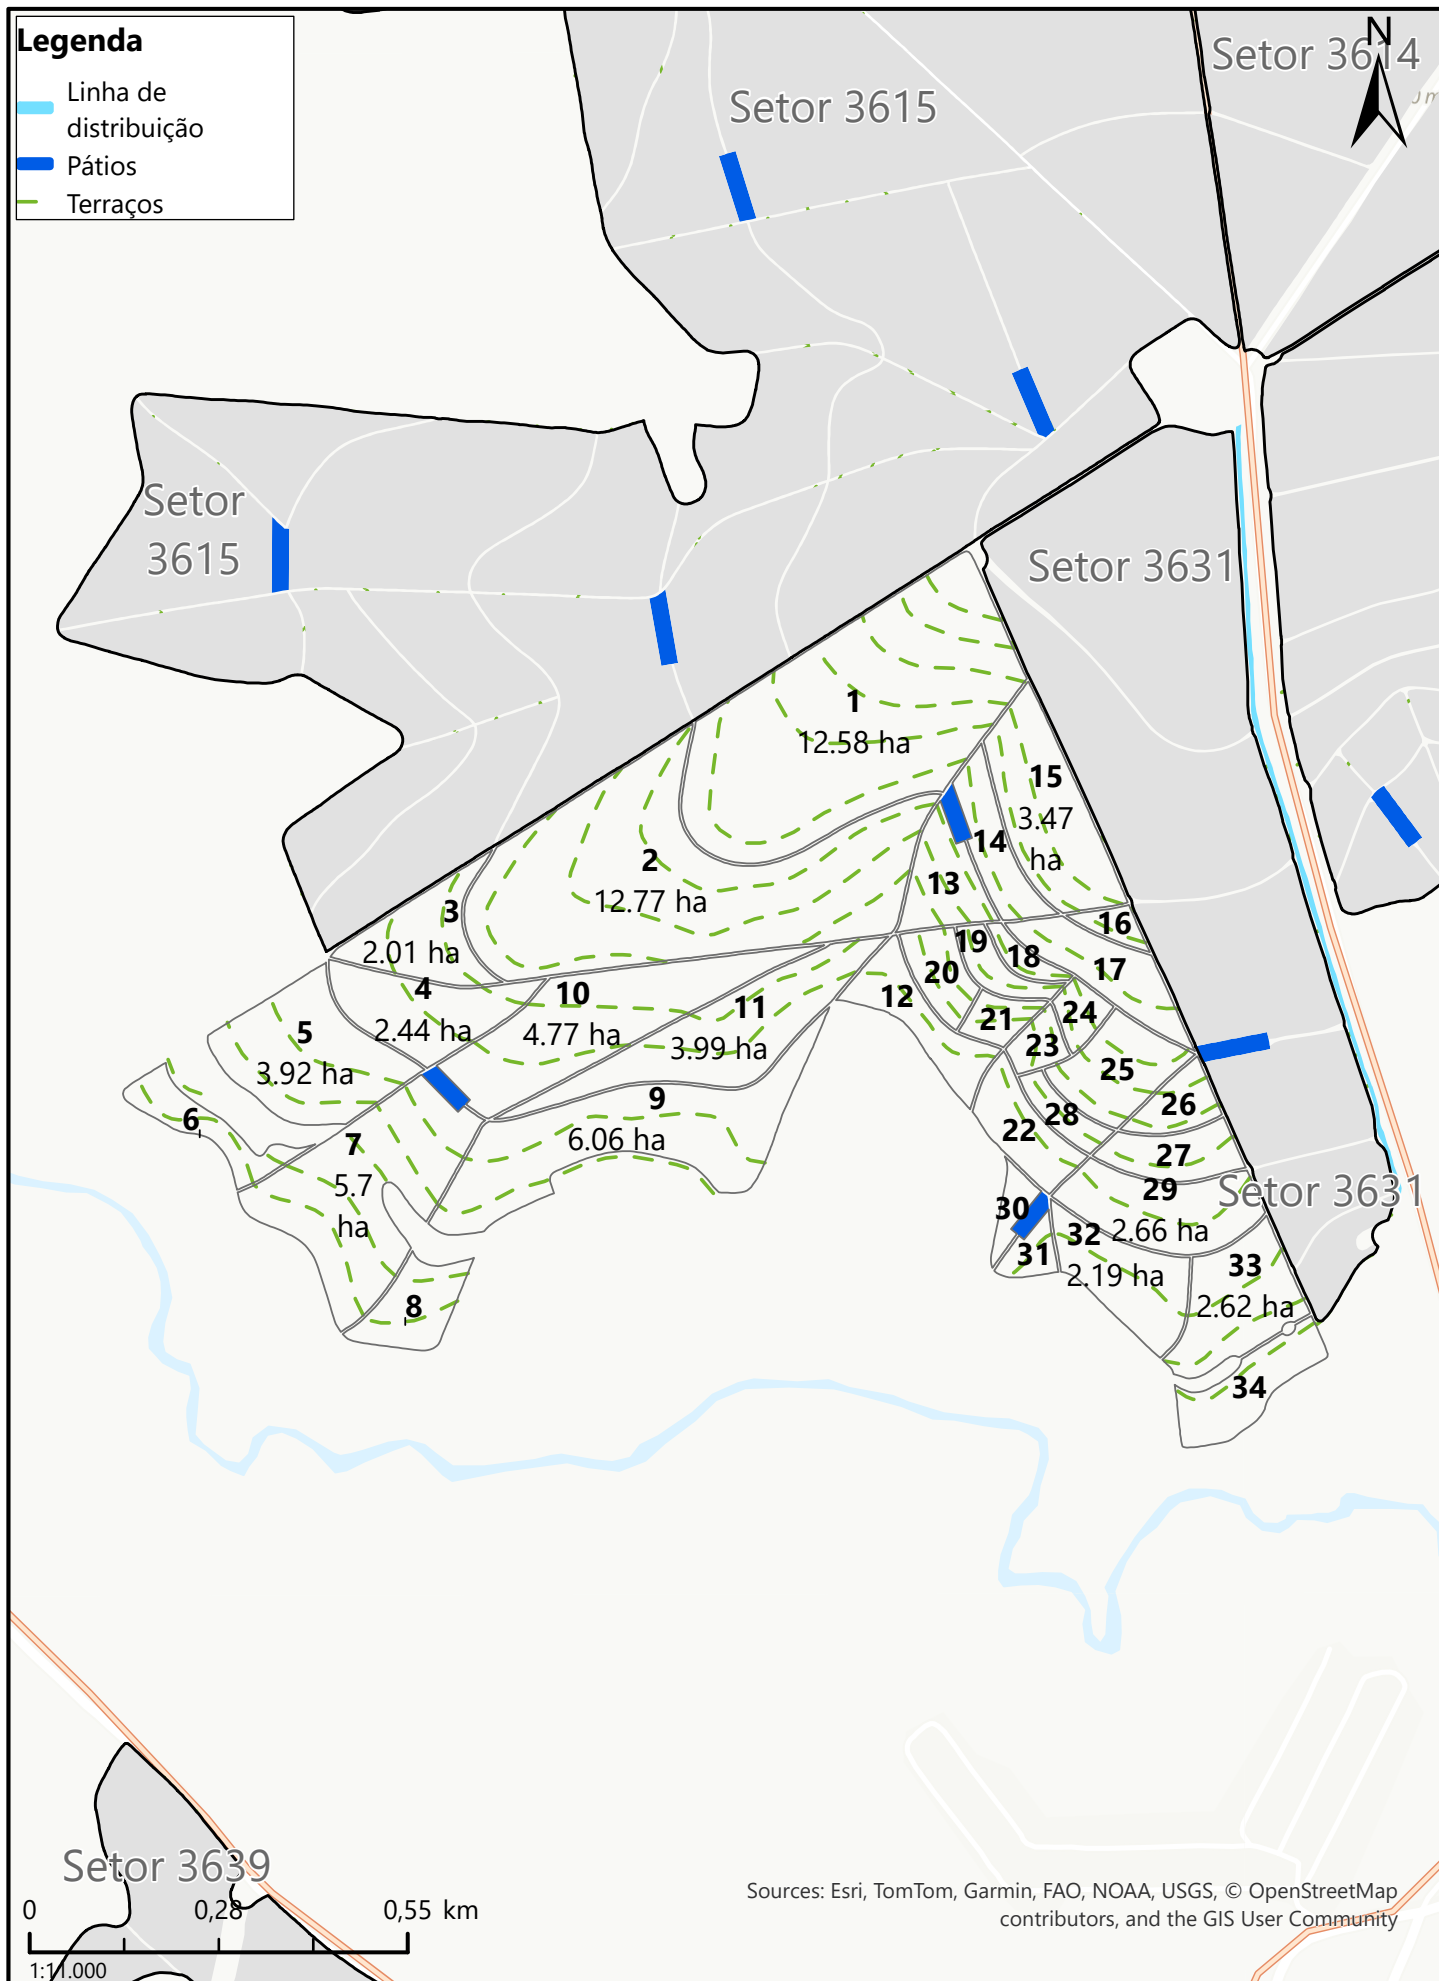 Legenda
Linha de
distribuição
Pátios
Terraços
N
Setor 3614
Setor 3615
Setor
3615
Setor 3631
1
12.58 ha
15
3.47
ha
14
2
12.77 ha
13
3
2.01 ha
16
19
18
17
20
4
2.44 ha
10
4.77 ha
11
3.99 ha
12
21
24
5
3.92 ha
23
25
9
6.06 ha
26
6
28
22
7
5.7
ha
27
29
2.66 ha
Setor 3631
30
31
32
2.19 ha
33
2.62 ha
8
34
Setor 3639
0
0,28
0,55 km
1:11.000
Sources: Esri, TomTom, Garmin, FAO, NOAA, USGS, © OpenStreetMap
contributors, and the GIS User Community